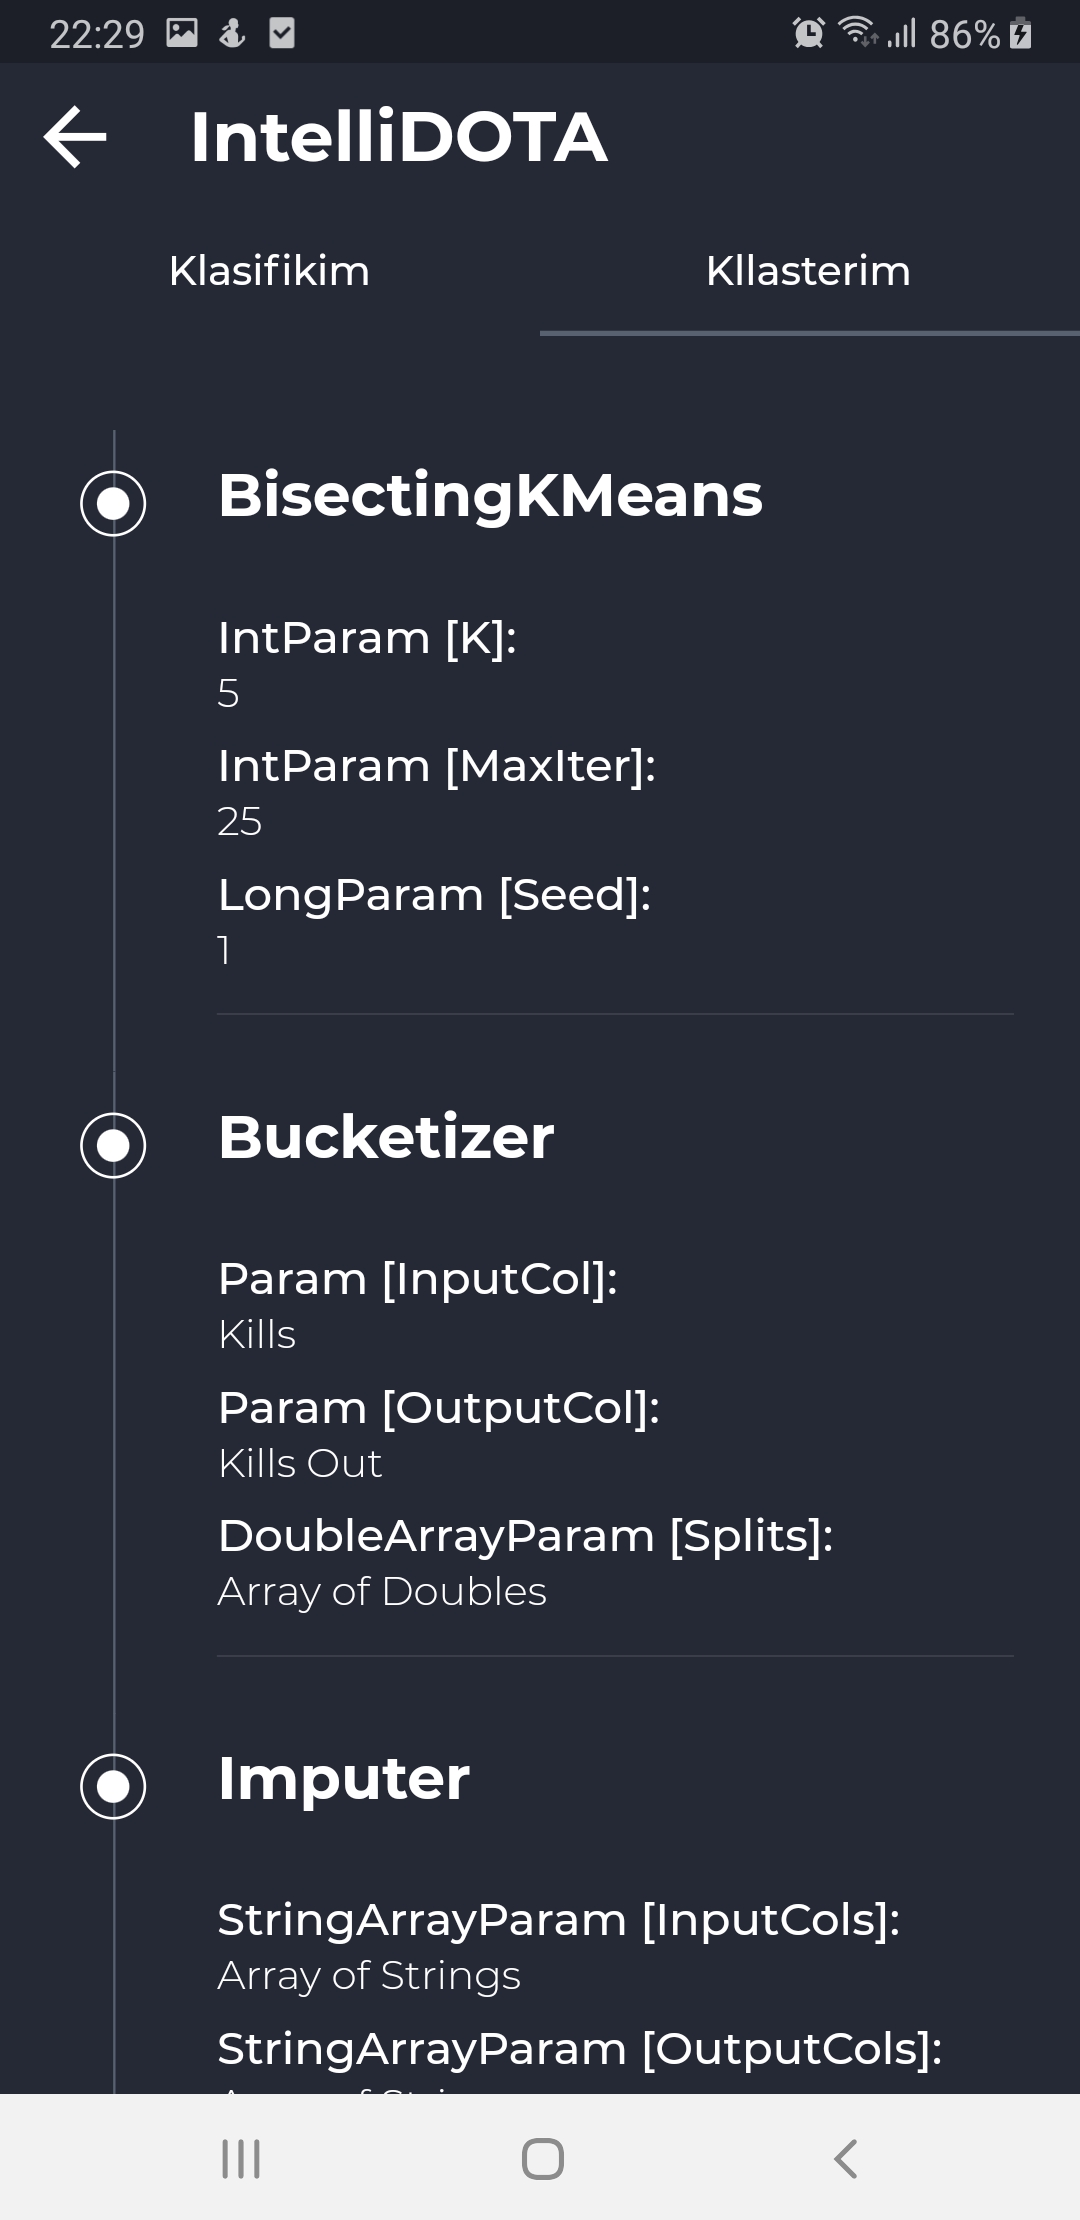 22:29
86%
IntelliDOTA
Klasifikim
Kllasterim
BisectingKMeans
IntParam [K]:
5
IntParam [MaxIter]:
25
LongParam [Seed]:
1
Bucketizer
Param [InputCol]:
Kills
Param [OutputCol]:
Kills Out
DoubleArrayParam [Splits]:
Array of Doubles
Imputer
StringArrayParam [InputCols]:
Array of Strings
StringArrayParam [OutputCols]: